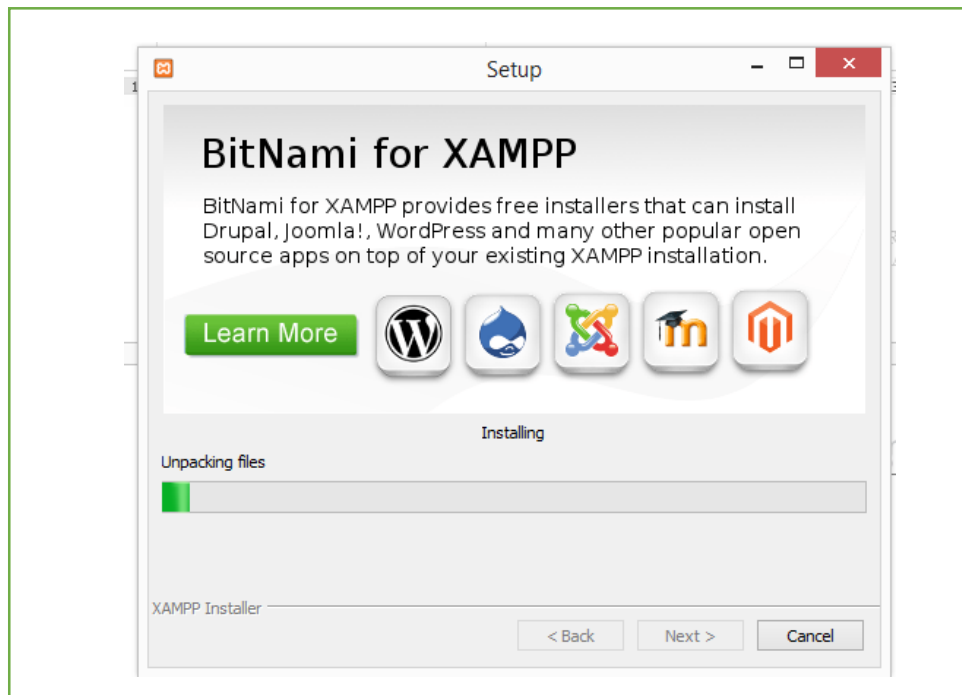 Setup
BitNami for XAMPP
BitNami for XAMPP provides free installers that can install
Drupal, Joomla!, WordPress and many other popular open
source apps on top of your existing XAMPP installation.
Learn More
Installing
Unpacking files
XAMPP Installer
< Back Next > Cancel